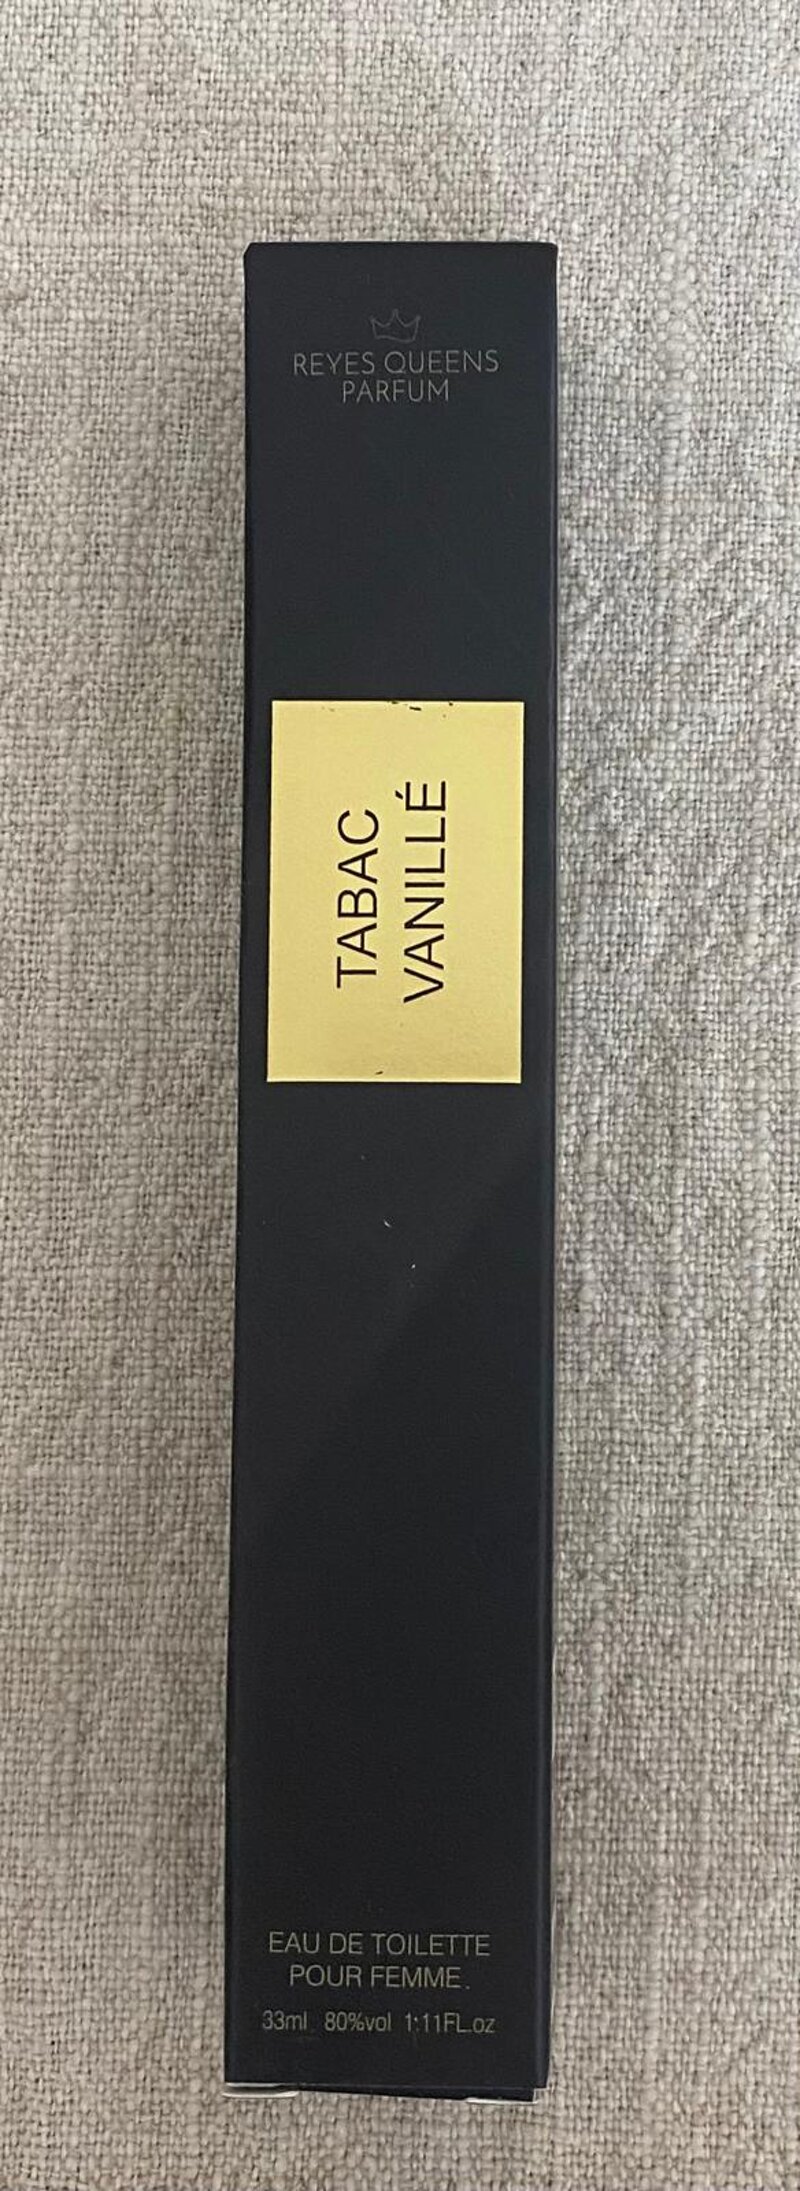 REYES QUEENS
PARFUM
TABAC
VANILLÉ
EAU DE TOILETTE
POUR FEMME.
33ml 80%vol 1:11FL.oz